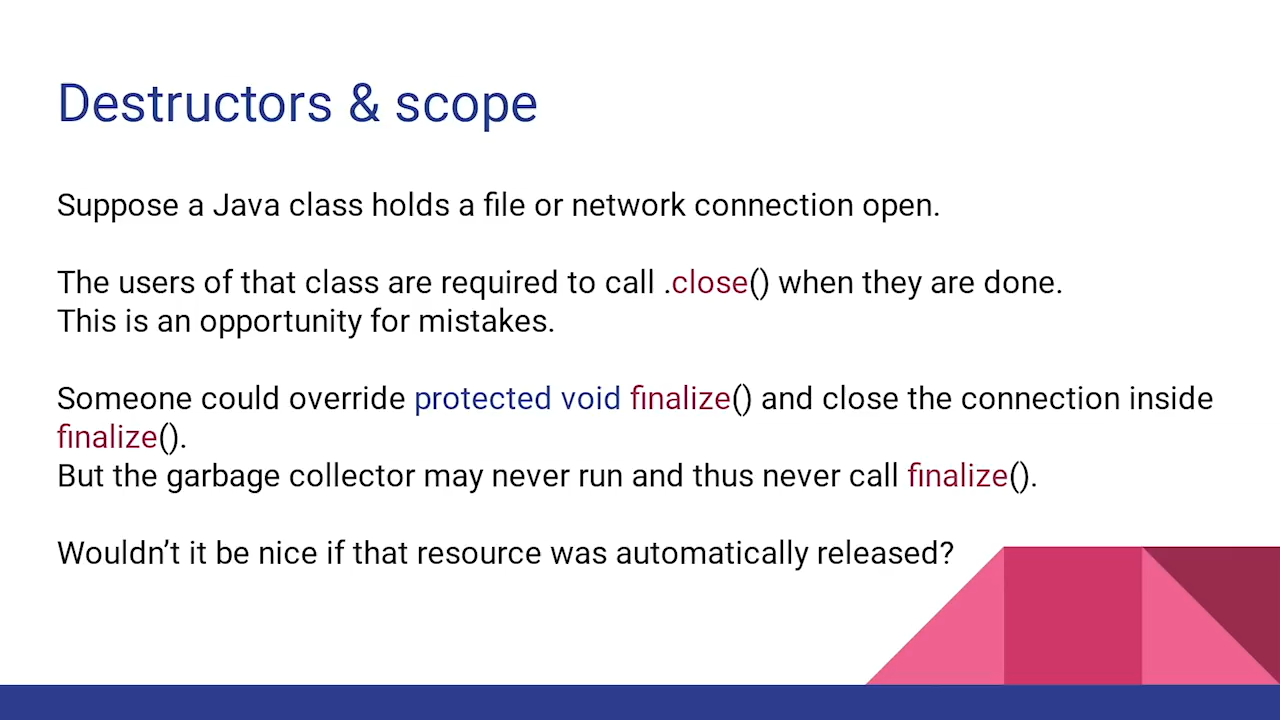 Destructors & scope
Suppose a Java class holds a file or network connection open.
The users of that class are required to call .close() when they are done.
This is an opportunity for mistakes.
Someone could override protected void finalize() and close the connection inside
finalize().
But the garbage collector may never run and thus never call finalize().
Wouldn’t it be nice if that resource was automatically released?